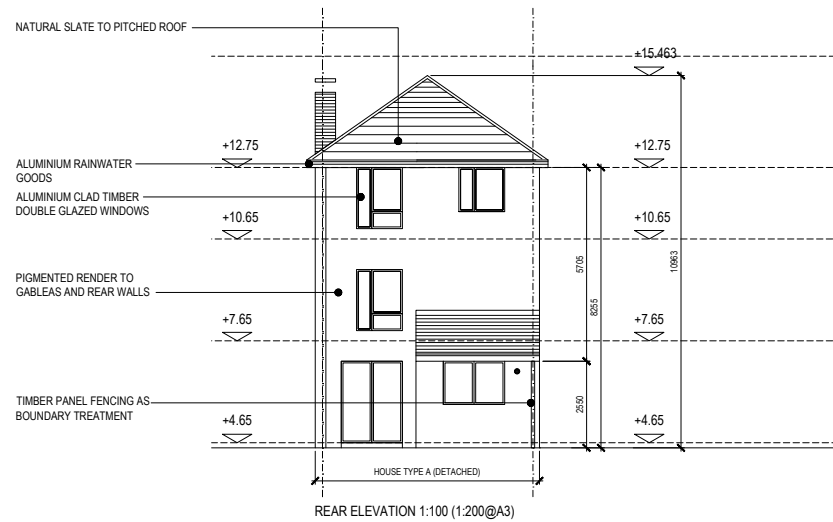 NATURAL SLATE TO PITCHED ROOF
+15.463
+12.75
+12.75
ALUMINIUM RAINWATER
GOODS
ALUMINIUM CLAD TIMBER
DOUBLE GLAZED WINDOWS
+10.65
+10.65
5705
8255
10963
PIGMENTED RENDER TO
GABLEAS AND REAR WALLS
+7.65
+7.65
TIMBER PANEL FENCING AS
BOUNDARY TREATMENT
2550
+4.65
+4.65
HOUSE TYPE A (DETACHED)
REAR ELEVATION 1:100 (1:200@A3)